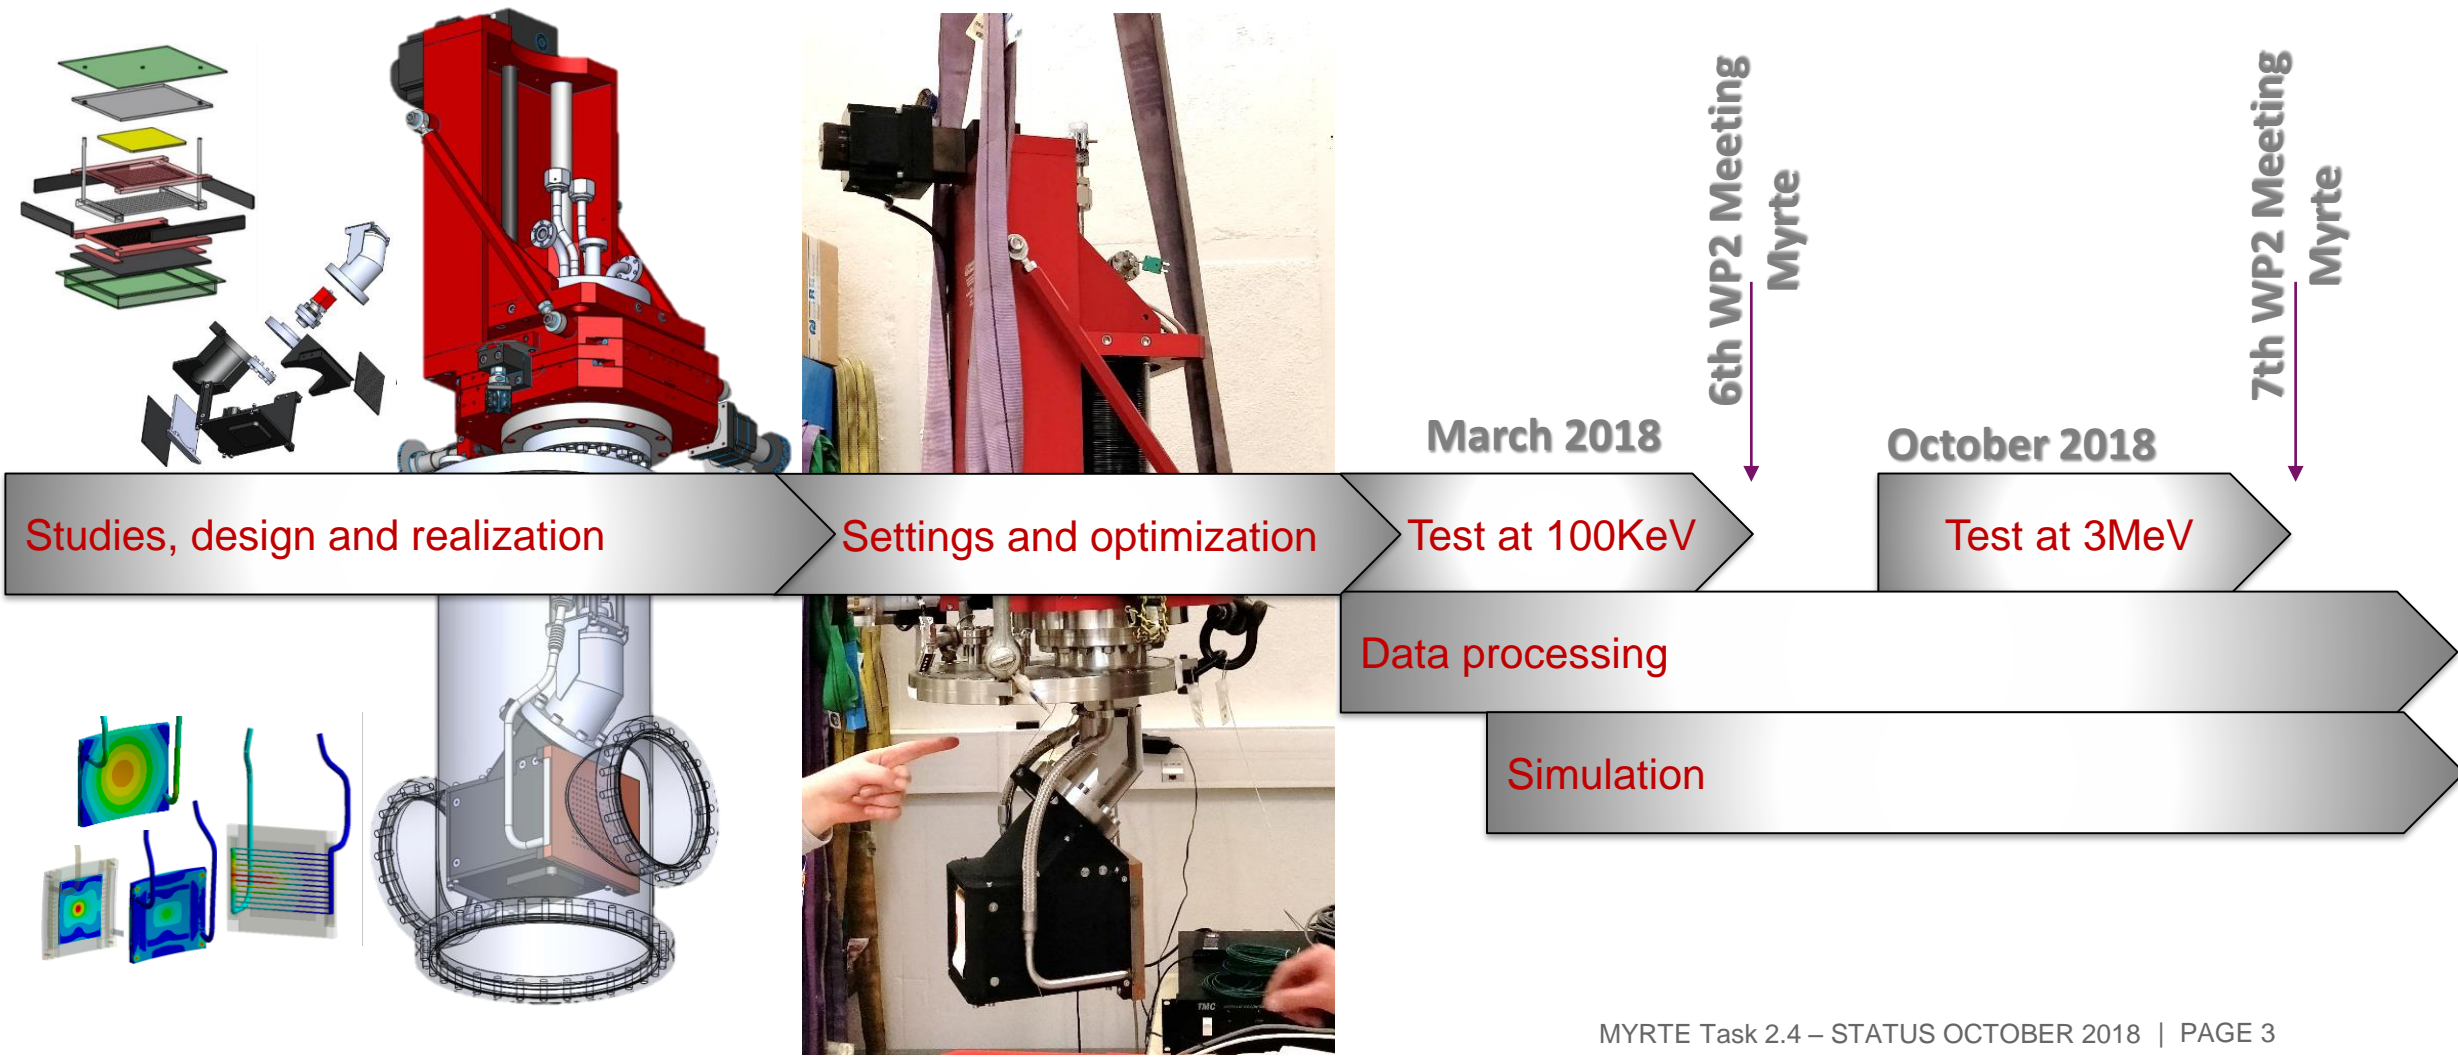 6th WP2 Meeting
Myrte
7th WP2 Meeting
Myrte
March 2018
October 2018
Studies, design and realization
Settings and optimization
Test at 100KeV
Test at 3MeV
Data processing
Simulation
TMC
MYRTE Task 2.4 – STATUS OCTOBER 2018 | PAGE 3